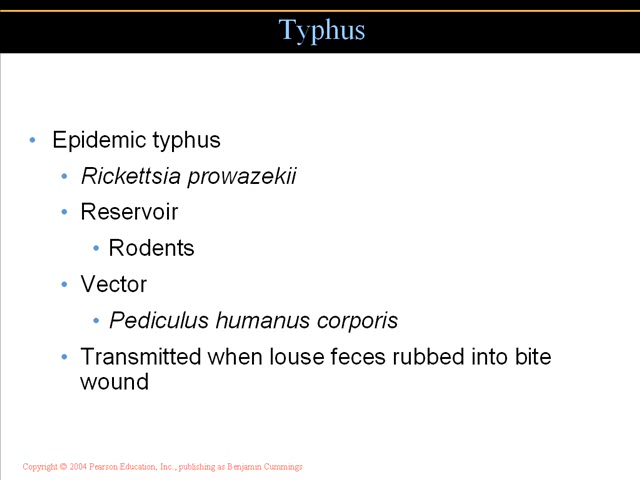 Typhus
• Epidemic typhus
• Rickettsia prowazekii
• Reservoir
• Rodents
• Vector
• Pediculus humanus corporis
• Transmitted when louse feces rubbed into bite
wound
Copyright © 2004 Pearson Education, Inc., publishing as Benjamin Cummings